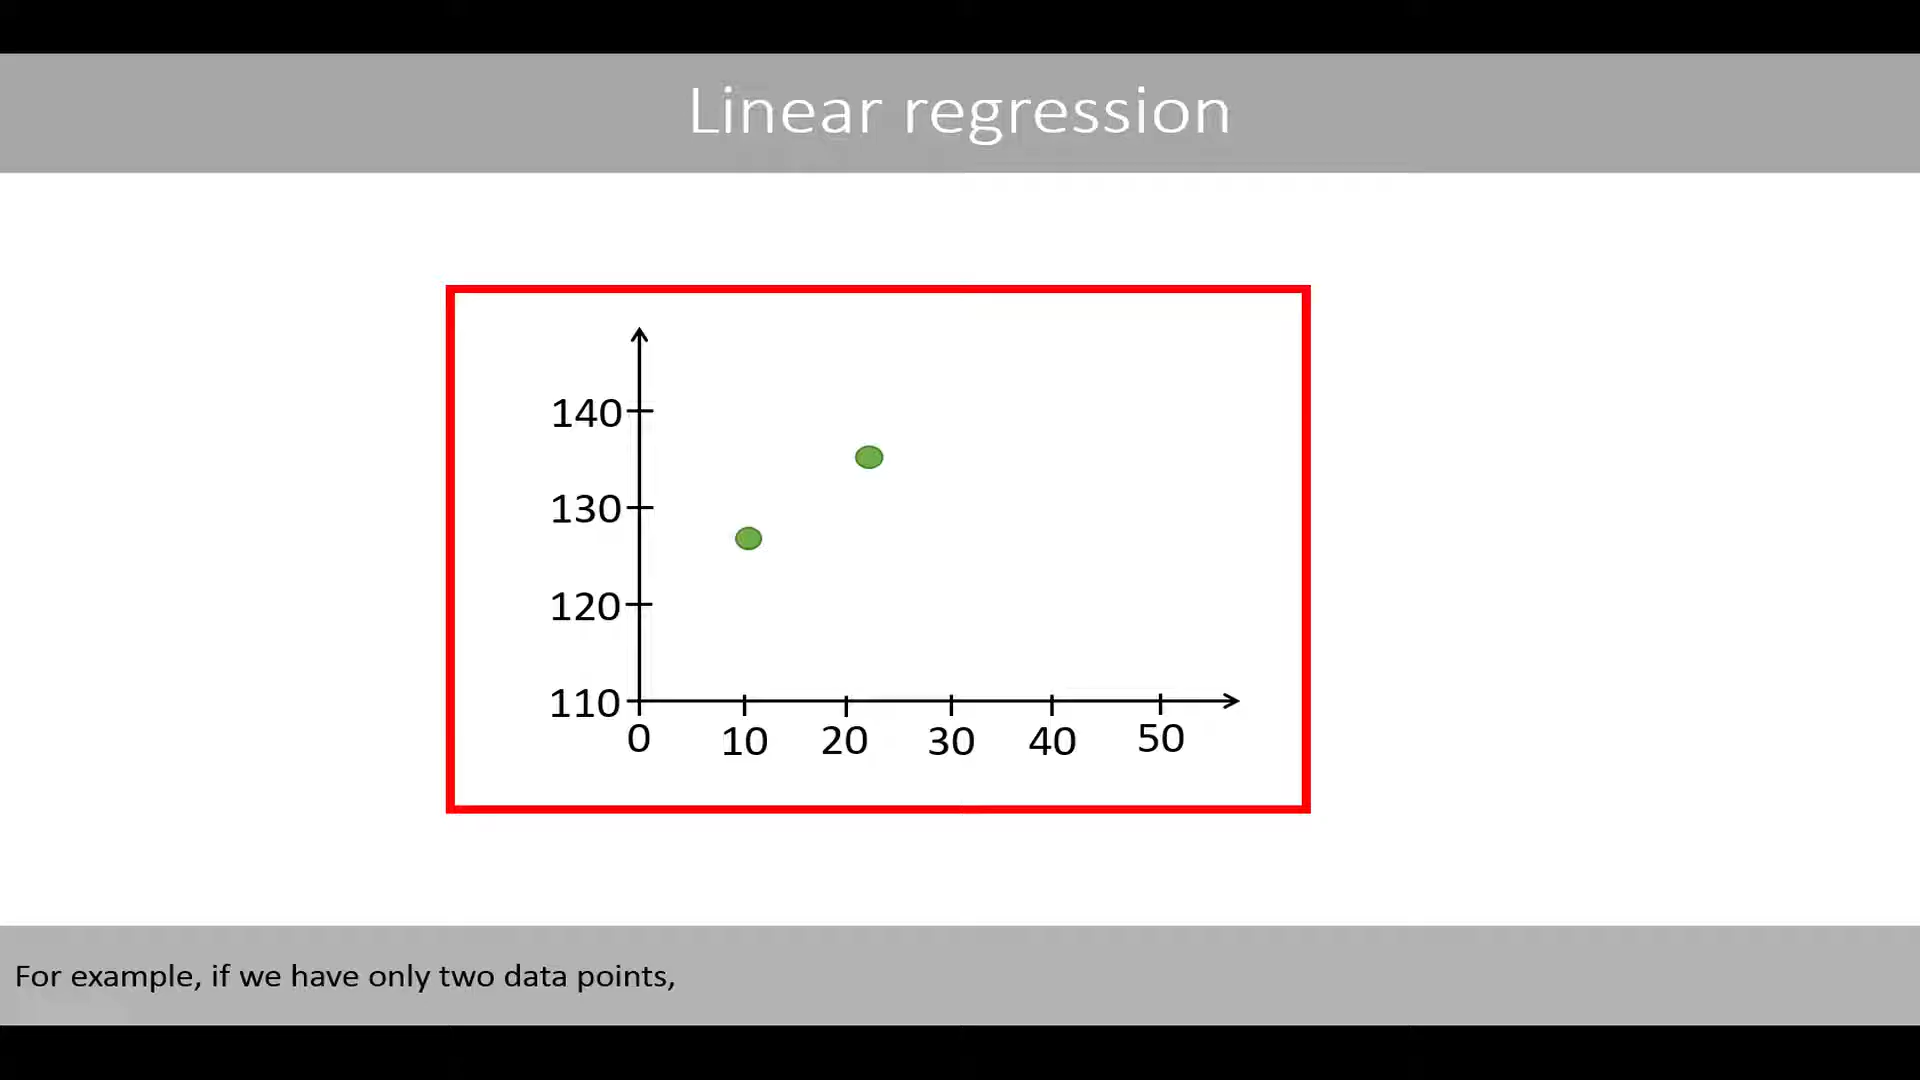 Linear regression
140
130
120
110
0 10 20 30 40 50
For example, if we have only two data points,